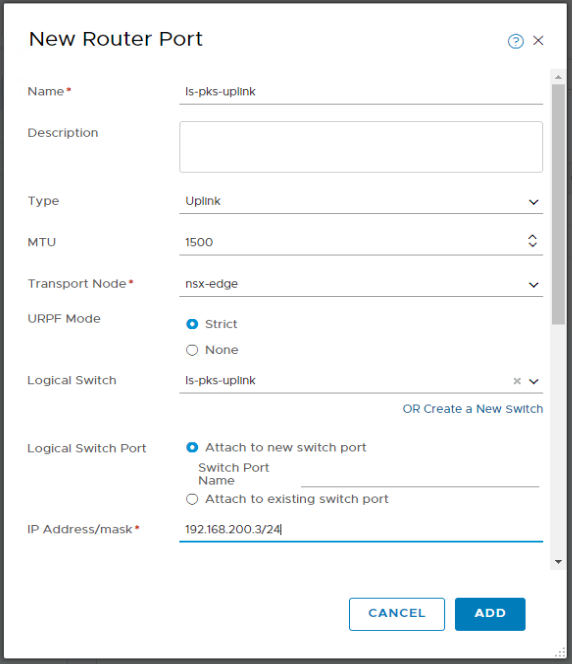 New Router Port
Name* ls-pks-uplink
Description
Type Uplink
MTU 1500
Transport Node* nsx-edge
URPF Mode
Strict
None
Logical Switch ls-pks-uplink
OR Create a New Switch
Logical Switch Port Attach to new switch port
Switch Port
Name
Attach to existing switch port
IP Address/mask* 192.168.200.3/24
CANCEL ADD